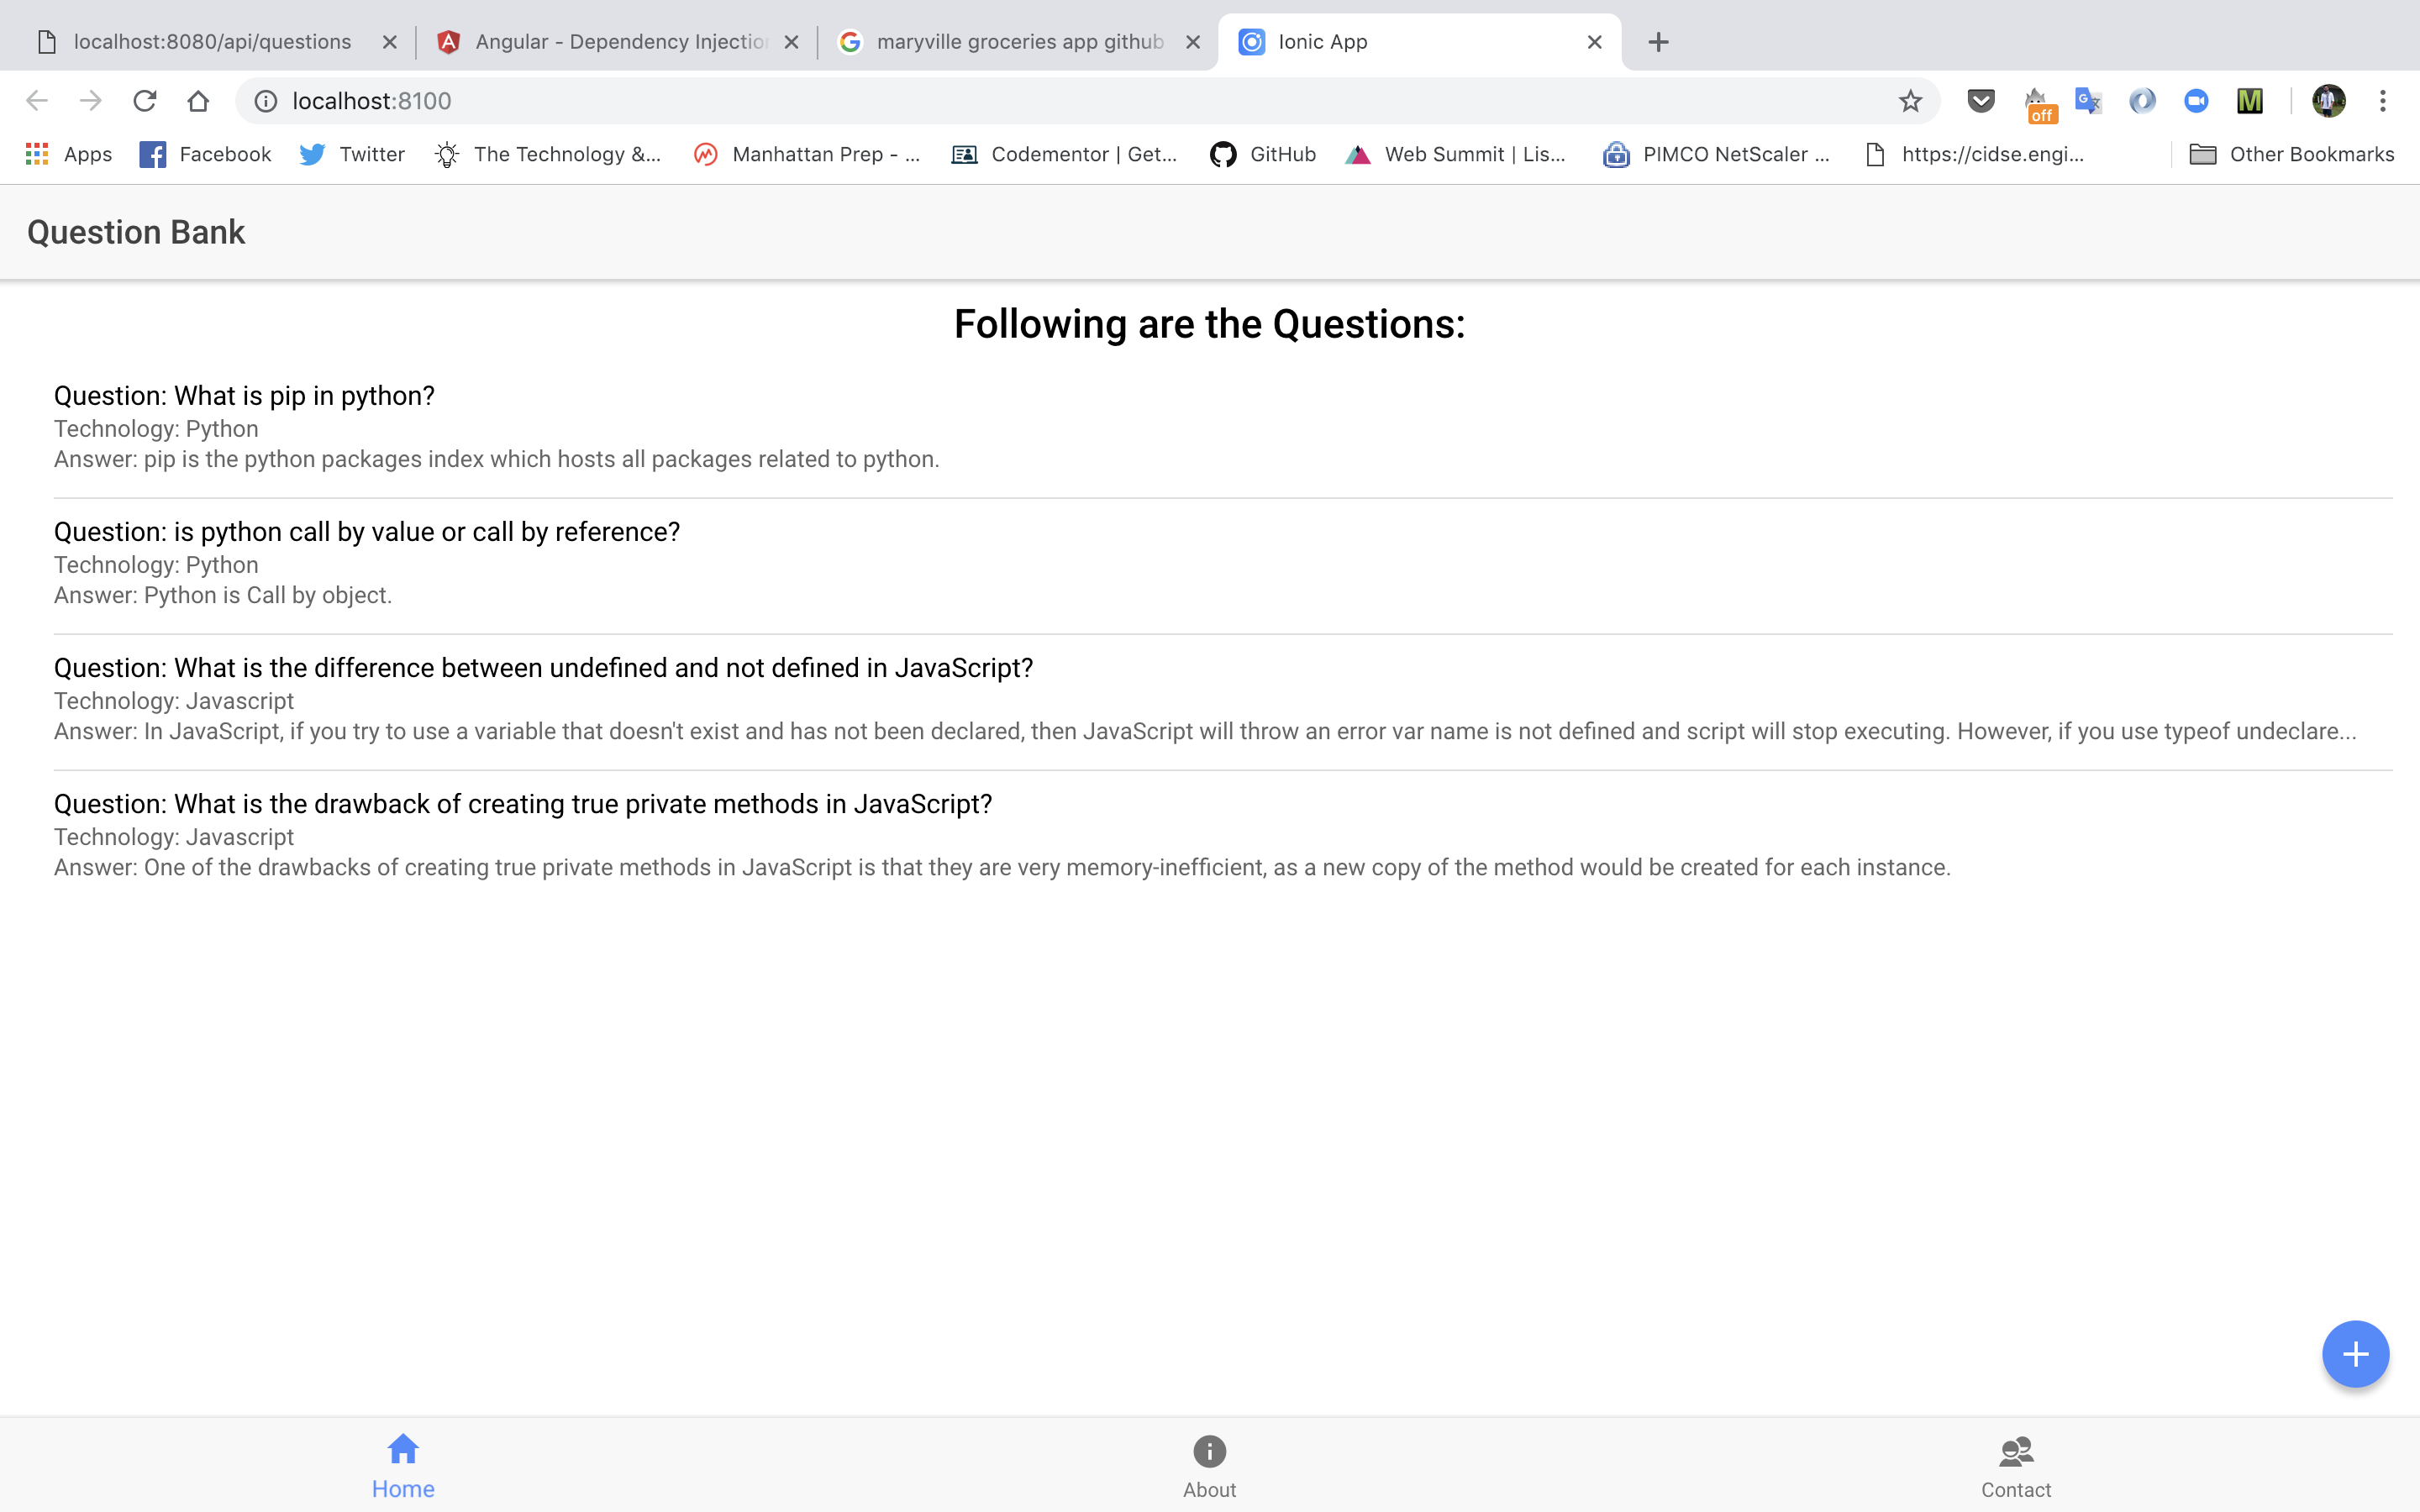 localhost:8080/api/questions
Angular - Dependency Injection
maryville groceries app github
Ionic App
localhost:8100
off
Apps
Facebook
Twitter
The Technology &...
Manhattan Prep - ...
Codementor | Get...
GitHub
Web Summit | Lis...
PIMCO NetScaler ...
https://cidse.engi...
Other Bookmarks
Question Bank
Following are the Questions:
Question: What is pip in python?
Technology: Python
Answer: pip is the python packages index which hosts all packages related to python.
Question: is python call by value or call by reference?
Technology: Python
Answer: Python is Call by object.
Question: What is the difference between undefined and not defined in JavaScript?
Technology: Javascript
Answer: In JavaScript, if you try to use a variable that doesn't exist and has not been declared, then JavaScript will throw an error var name is not defined and script will stop executing. However, if you use typeof undeclare...
Question: What is the drawback of creating true private methods in JavaScript?
Technology: Javascript
Answer: One of the drawbacks of creating true private methods in JavaScript is that they are very memory-inefficient, as a new copy of the method would be created for each instance.
Home
About
Contact